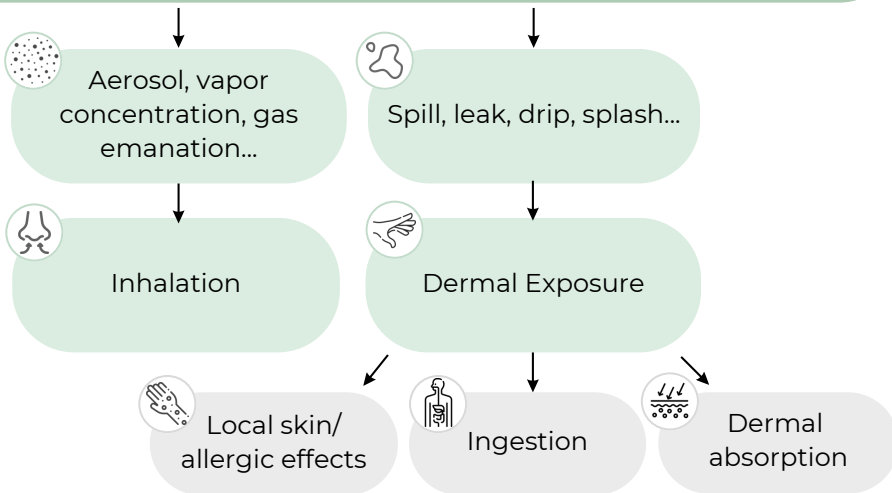 Aerosol, vapor
concentration, gas
emanation...
Spill, leak, drip, splash...
Inhalation
Dermal Exposure
Local skin/
allergic effects
Ingestion
Dermal
absorption